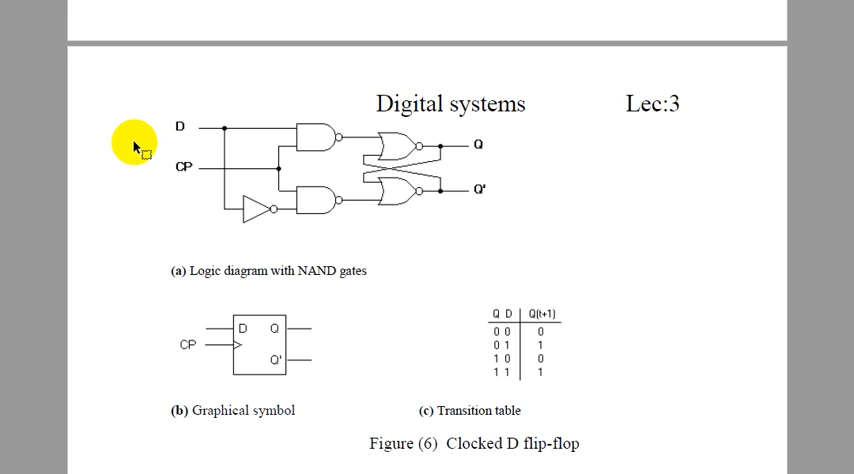 Digital systems Lec:3
D
Q
CP
Q'
(a) Logic diagram with NAND gates
D Q
CP
Q'
Q D Q(t+1)
0 0 0
0 1 1
1 0 0
1 1 1
(b) Graphical symbol
(c) Transition table
Figure (6) Clocked D flip-flop